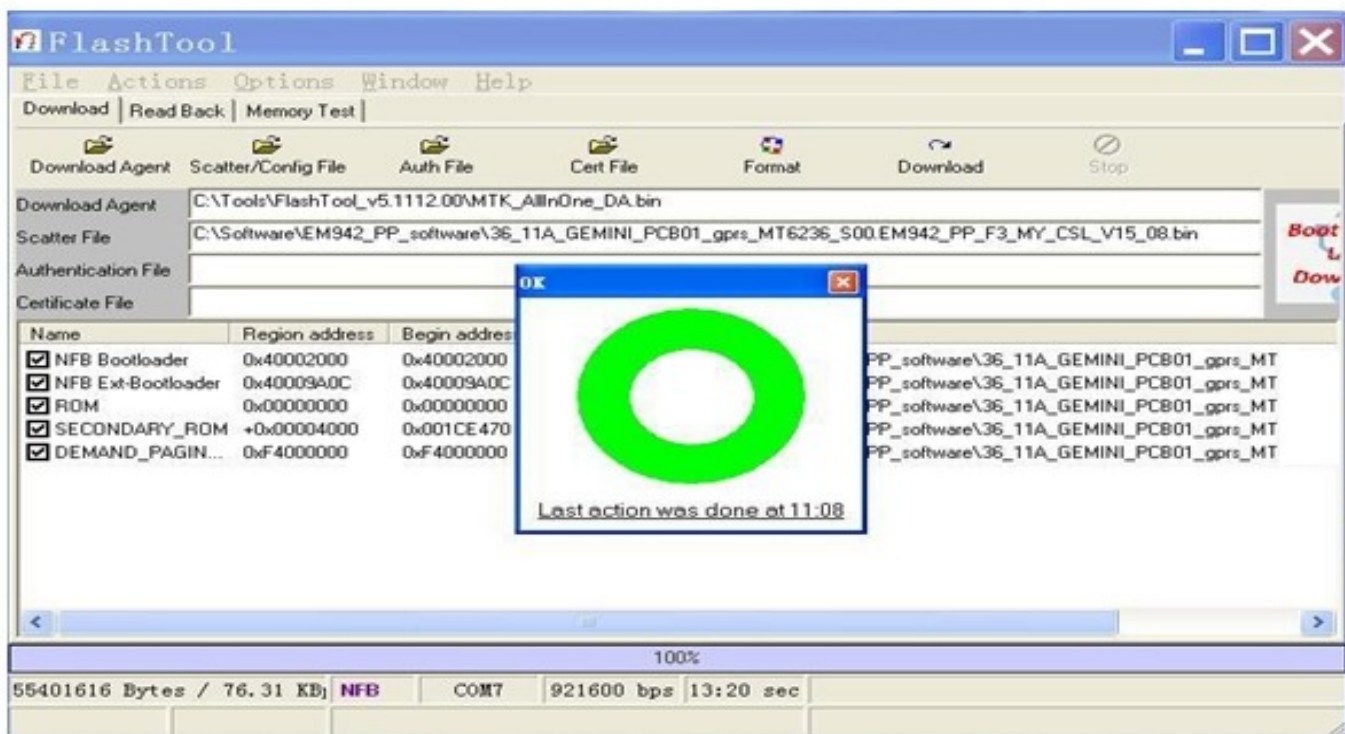 FlashTool
File Actions Options Window Help
Download Read Back Memory Test
Download Agent Scatter/Config File Auth File Cert File Format Download Stop
Download Agent C:\Tools\FlashTool_v5.1112.00\MTK_AllInOne_DA.bin
Scatter File C:\Software\EM942_PP_software\36_11A_GEMINI_PCB01_gprs_MT6236_S00.EM942_PP_F3_MY_CSL_V15_08.bin
Boot
L
Authentication File
Dow
Certificate File
OK
Name Region address Begin addres
NFB Bootloader 0x40002000 0x40002000 PP_software\36_11A_GEMINI_PCB01_gprs_MT
NFB Ext-Bootloader 0x40009A0C 0x40009A0C PP_software\36_11A_GEMINI_PCB01_gprs_MT
ROM 0x00000000 0x00000000 PP_software\36_11A_GEMINI_PCB01_gprs_MT
SECONDARY_ROM +0x00004000 0x001CE470 PP_software\36_11A_GEMINI_PCB01_gprs_MT
DEMAND_PAGIN... 0xF4000000 0xF4000000 PP_software\36_11A_GEMINI_PCB01_gprs_MT
Last action was done at 11:08
100%
55401616 Bytes / 76.31 KB NFB COM7 921600 bps 13:20 sec